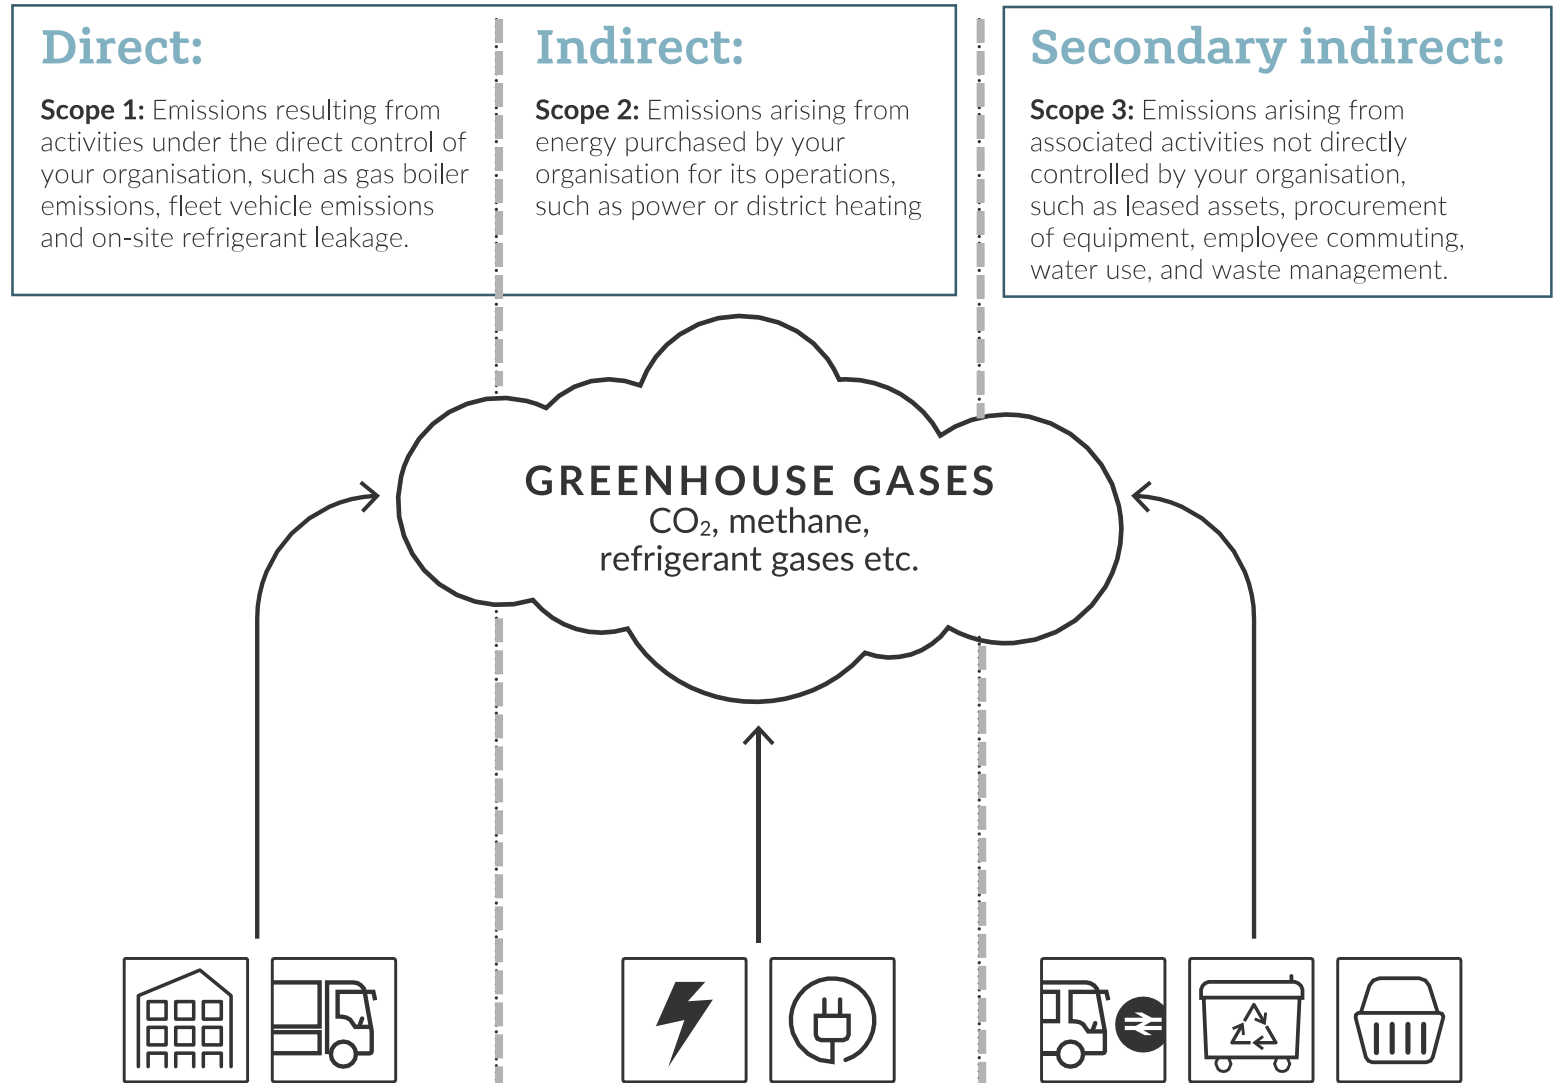 Direct:
Scope 1: Emissions resulting from
activities under the direct control of
your organisation, such as gas boiler
emissions, fleet vehicle emissions
and on-site refrigerant leakage.
Indirect:
Scope 2: Emissions arising from
energy purchased by your
organisation for its operations,
such as power or district heating
Secondary indirect:
Scope 3: Emissions arising from
associated activities not directly
controlled by your organisation,
such as leased assets, procurement
of equipment, employee commuting,
water use, and waste management.
GREENHOUSE GASES
CO₂, methane,
refrigerant gases etc.